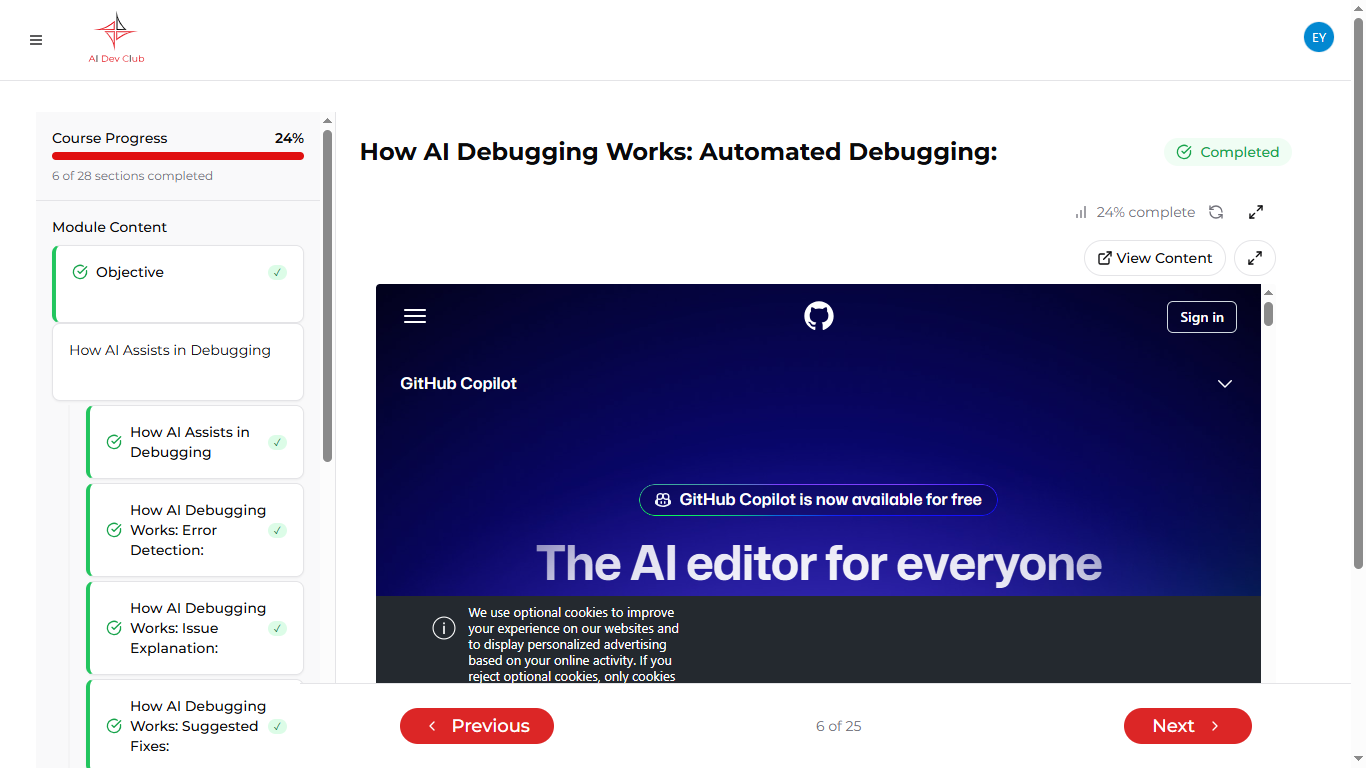 AI Dev Club
EY
Course Progress 24%
6 of 28 sections completed
Module Content
Objective
How AI Assists in Debugging
How AI Assists in
Debugging
How AI Debugging
Works: Error
Detection:
How AI Debugging
Works: Issue
Explanation:
How AI Debugging
Works: Suggested
Fixes:
How AI Debugging Works: Automated Debugging:
Completed
24% complete
View Content
Sign in
GitHub Copilot
GitHub Copilot is now available for free
The AI editor for everyone
We use optional cookies to improve
your experience on our websites and
to display personalized advertising
based on your online activity. If you
reject optional cookies, only cookies
Previous
6 of 25
Next